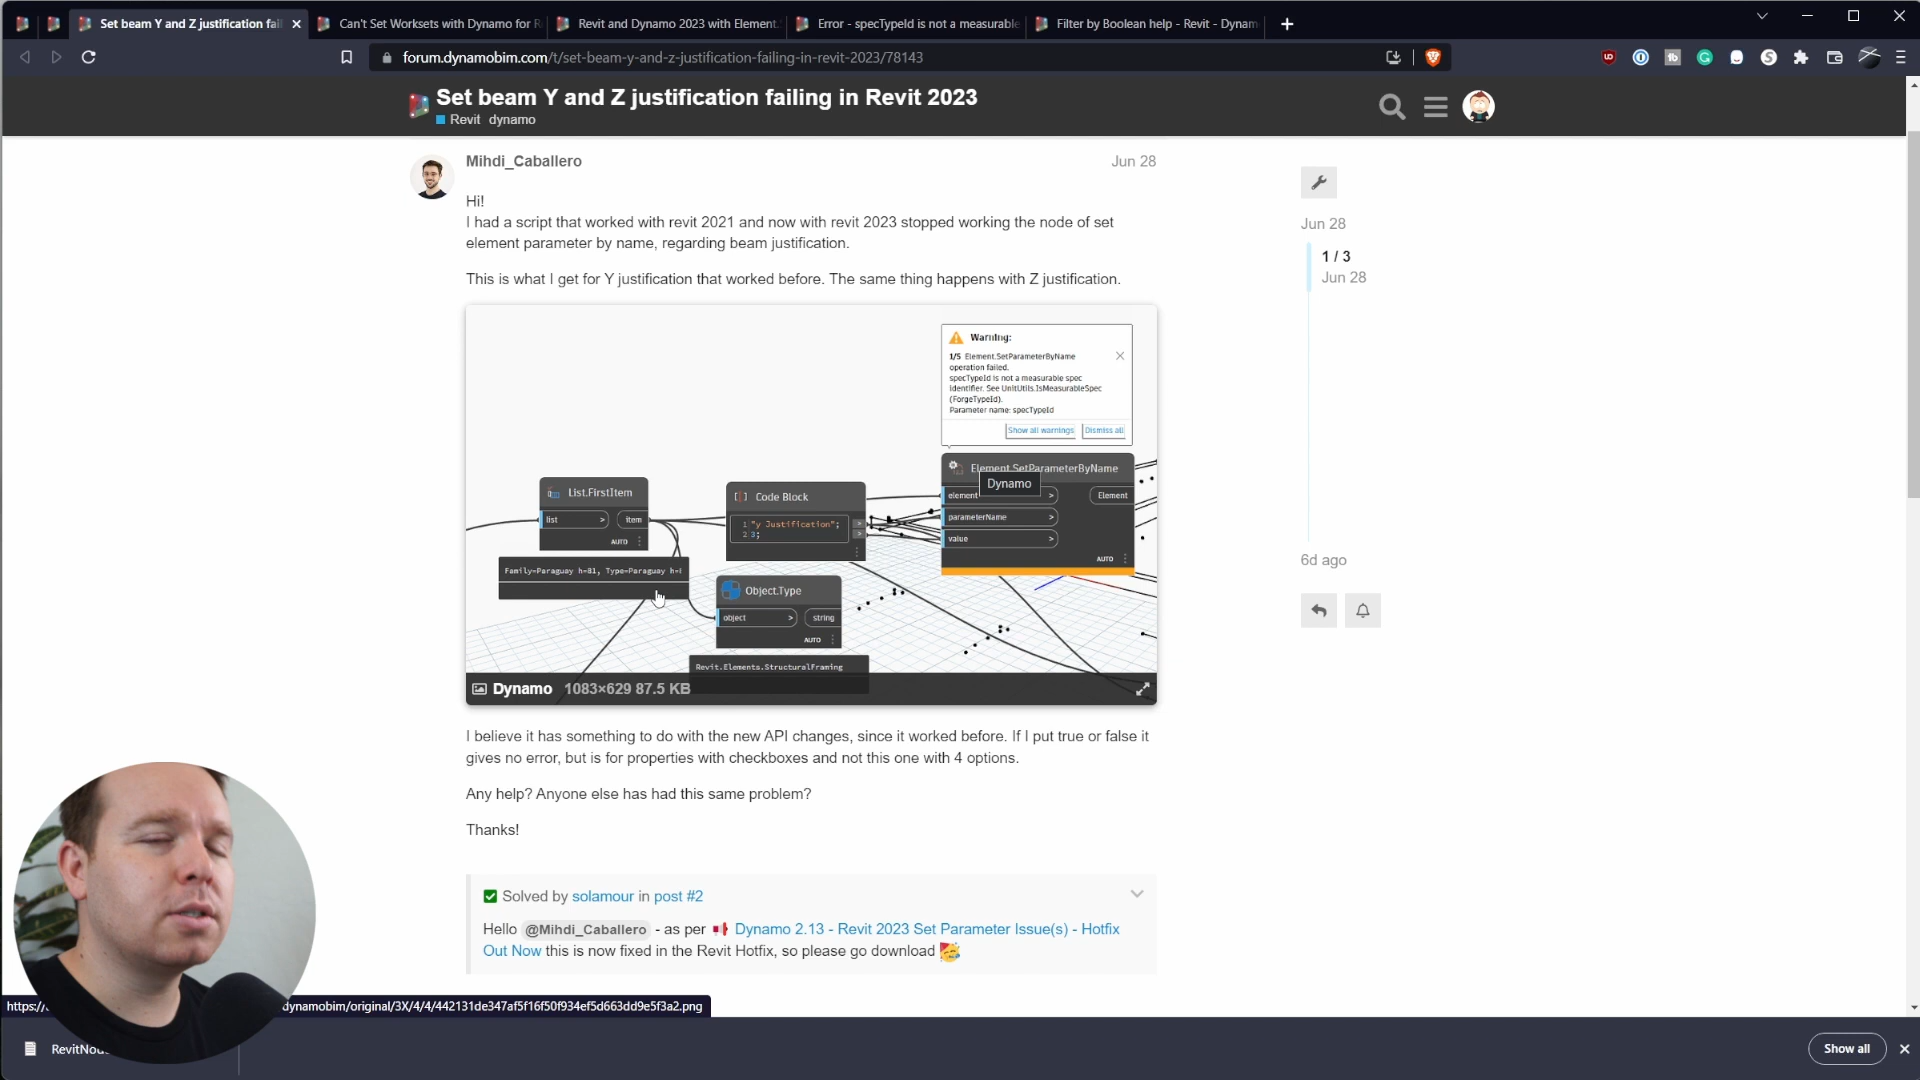 Set beam Y and Z justification fai
Can't Set Worksets with Dynamo for R
Revit and Dynamo 2023 with Element.
Error - specTypeId is not a measurable
Filter by Boolean help - Revit - Dynam
forum.dynamobim.com/t/set-beam-y-and-z-justification-failing-in-revit-2023/78143
Set beam Y and Z justification failing in Revit 2023
Revit dynamo
Mihdi_Caballero
Jun 28
Hi!
I had a script that worked with revit 2021 and now with revit 2023 stopped working the node of set
element parameter by name, regarding beam justification.
This is what I get for Y justification that worked before. The same thing happens with Z justification.
Jun 28
1 / 3
Jun 28
6d ago
Warning:
1/5 Element.SetParameterByName
operation failed.
specTypeId is not a measurable spec
identifier. See UnitUtils.IsMeasurableSpec
(ForgeTypeId).
Parameter name: specTypeId
Show all warnings
Dismiss all
List.FirstItem
list >
item
AUTO
Family=Paraguay h=81, Type=Paraguay h=
Code Block
1 "y Justification";
2 3;
>
>
Object.Type
object >
string
AUTO
Revit.Elements.StructuralFraming
Element.SetParameterByName
Dynamo
element >
Element
parameterName >
value >
AUTO
Dynamo 1083×629 87.5 KB
I believe it has something to do with the new API changes, since it worked before. If I put true or false it
gives no error, but is for properties with checkboxes and not this one with 4 options.
Any help? Anyone else has had this same problem?
Thanks!
Solved by solamour in post #2
Hello @Mihdi_Caballero - as per Dynamo 2.13 - Revit 2023 Set Parameter Issue(s) - Hotfix
Out Now this is now fixed in the Revit Hotfix, so please go download
https://
dynamobim/original/3X/4/4/442131de347af5f16f50f934ef5d663dd9e5f3a2.png
RevitNod
Show all